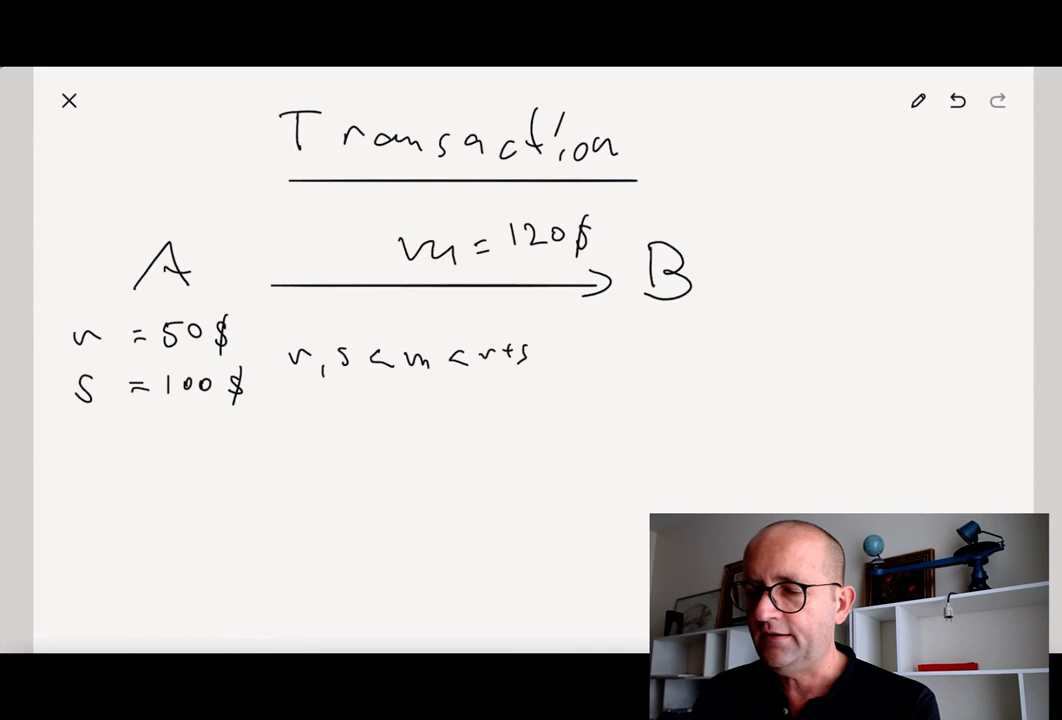 Transaction
A m = 120$ B
r = 50$
s = 100$
r, s < m < r+s